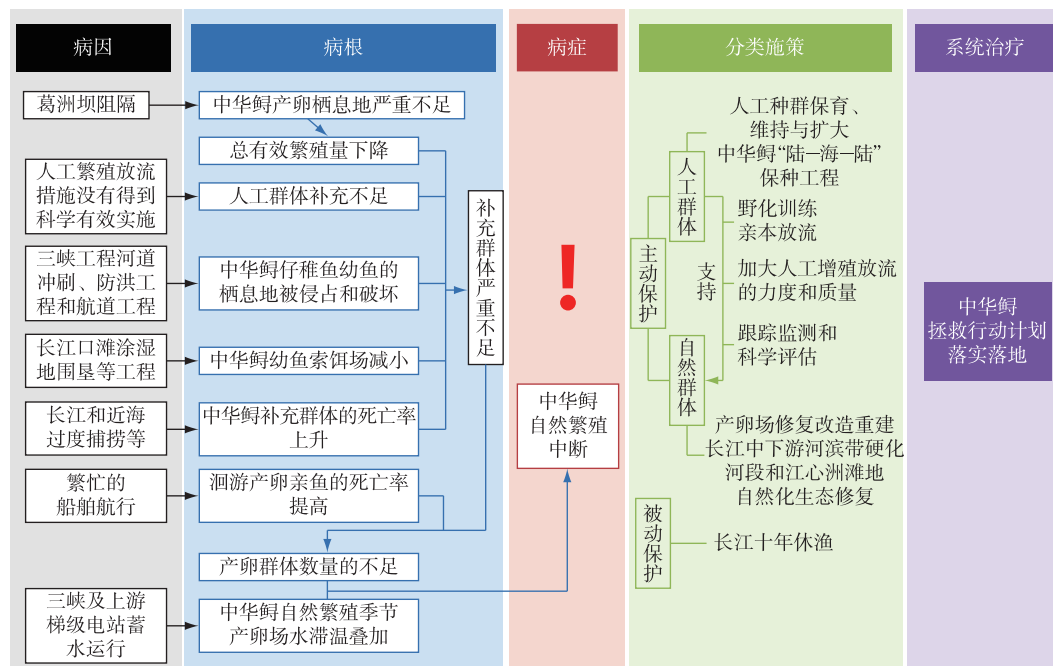 病因
病根
病症
分类施策
系统治疗
葛洲坝阻隔
人工繁殖放流
措施没有得到
科学有效实施
三峡工程河道
冲刷、防洪工
程和航道工程
长江口滩涂湿
地围垦等工程
长江和近海
过度捕捞等
繁忙的
船舶航行
三峡及上游
梯级电站蓄
水运行
中华鲟产卵栖息地严重不足
总有效繁殖量下降
人工群体补充不足
中华鲟仔稚鱼幼鱼的
栖息地被侵占和破坏
中华鲟幼鱼索饵场减小
中华鲟补充群体的死亡率
上升
洄游产卵亲鱼的死亡率
提高
产卵群体数量的不足
中华鲟自然繁殖季节
产卵场水滞温叠加
补充群体严重不足
!
中华鲟
自然繁殖
中断
主动保护
人工群体
自然群体
支持
人工种群保育、
维持与扩大
中华鲟“陆—海—陆”
保种工程
野化训练
亲本放流
加大人工增殖放流
的力度和质量
跟踪监测和
科学评估
产卵场修复改造重建
长江中下游河滨带硬化
河段和江心洲滩地
自然化生态修复
被动保护
长江十年休渔
中华鲟
拯救行动计划
落实落地